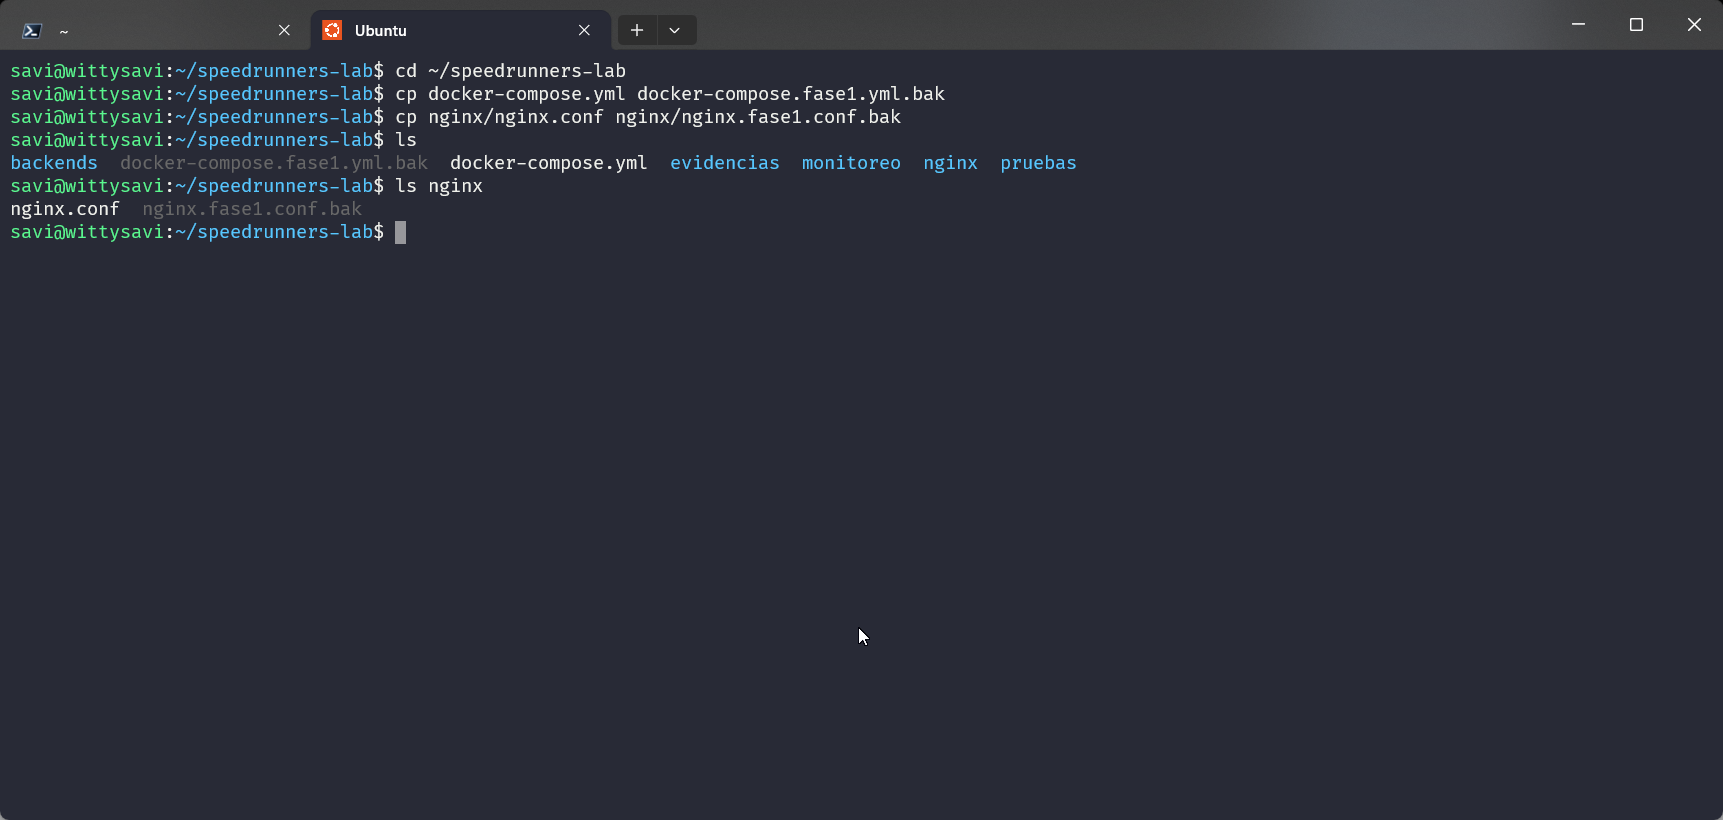 ~
Ubuntu
savi@wittysavi:~/speedrunners-lab$ cd ~/speedrunners-lab
savi@wittysavi:~/speedrunners-lab$ cp docker-compose.yml docker-compose.fase1.yml.bak
savi@wittysavi:~/speedrunners-lab$ cp nginx/nginx.conf nginx/nginx.fase1.conf.bak
savi@wittysavi:~/speedrunners-lab$ ls
backends  docker-compose.fase1.yml.bak  docker-compose.yml  evidencias  monitoreo  nginx  pruebas
savi@wittysavi:~/speedrunners-lab$ ls nginx
nginx.conf  nginx.fase1.conf.bak
savi@wittysavi:~/speedrunners-lab$